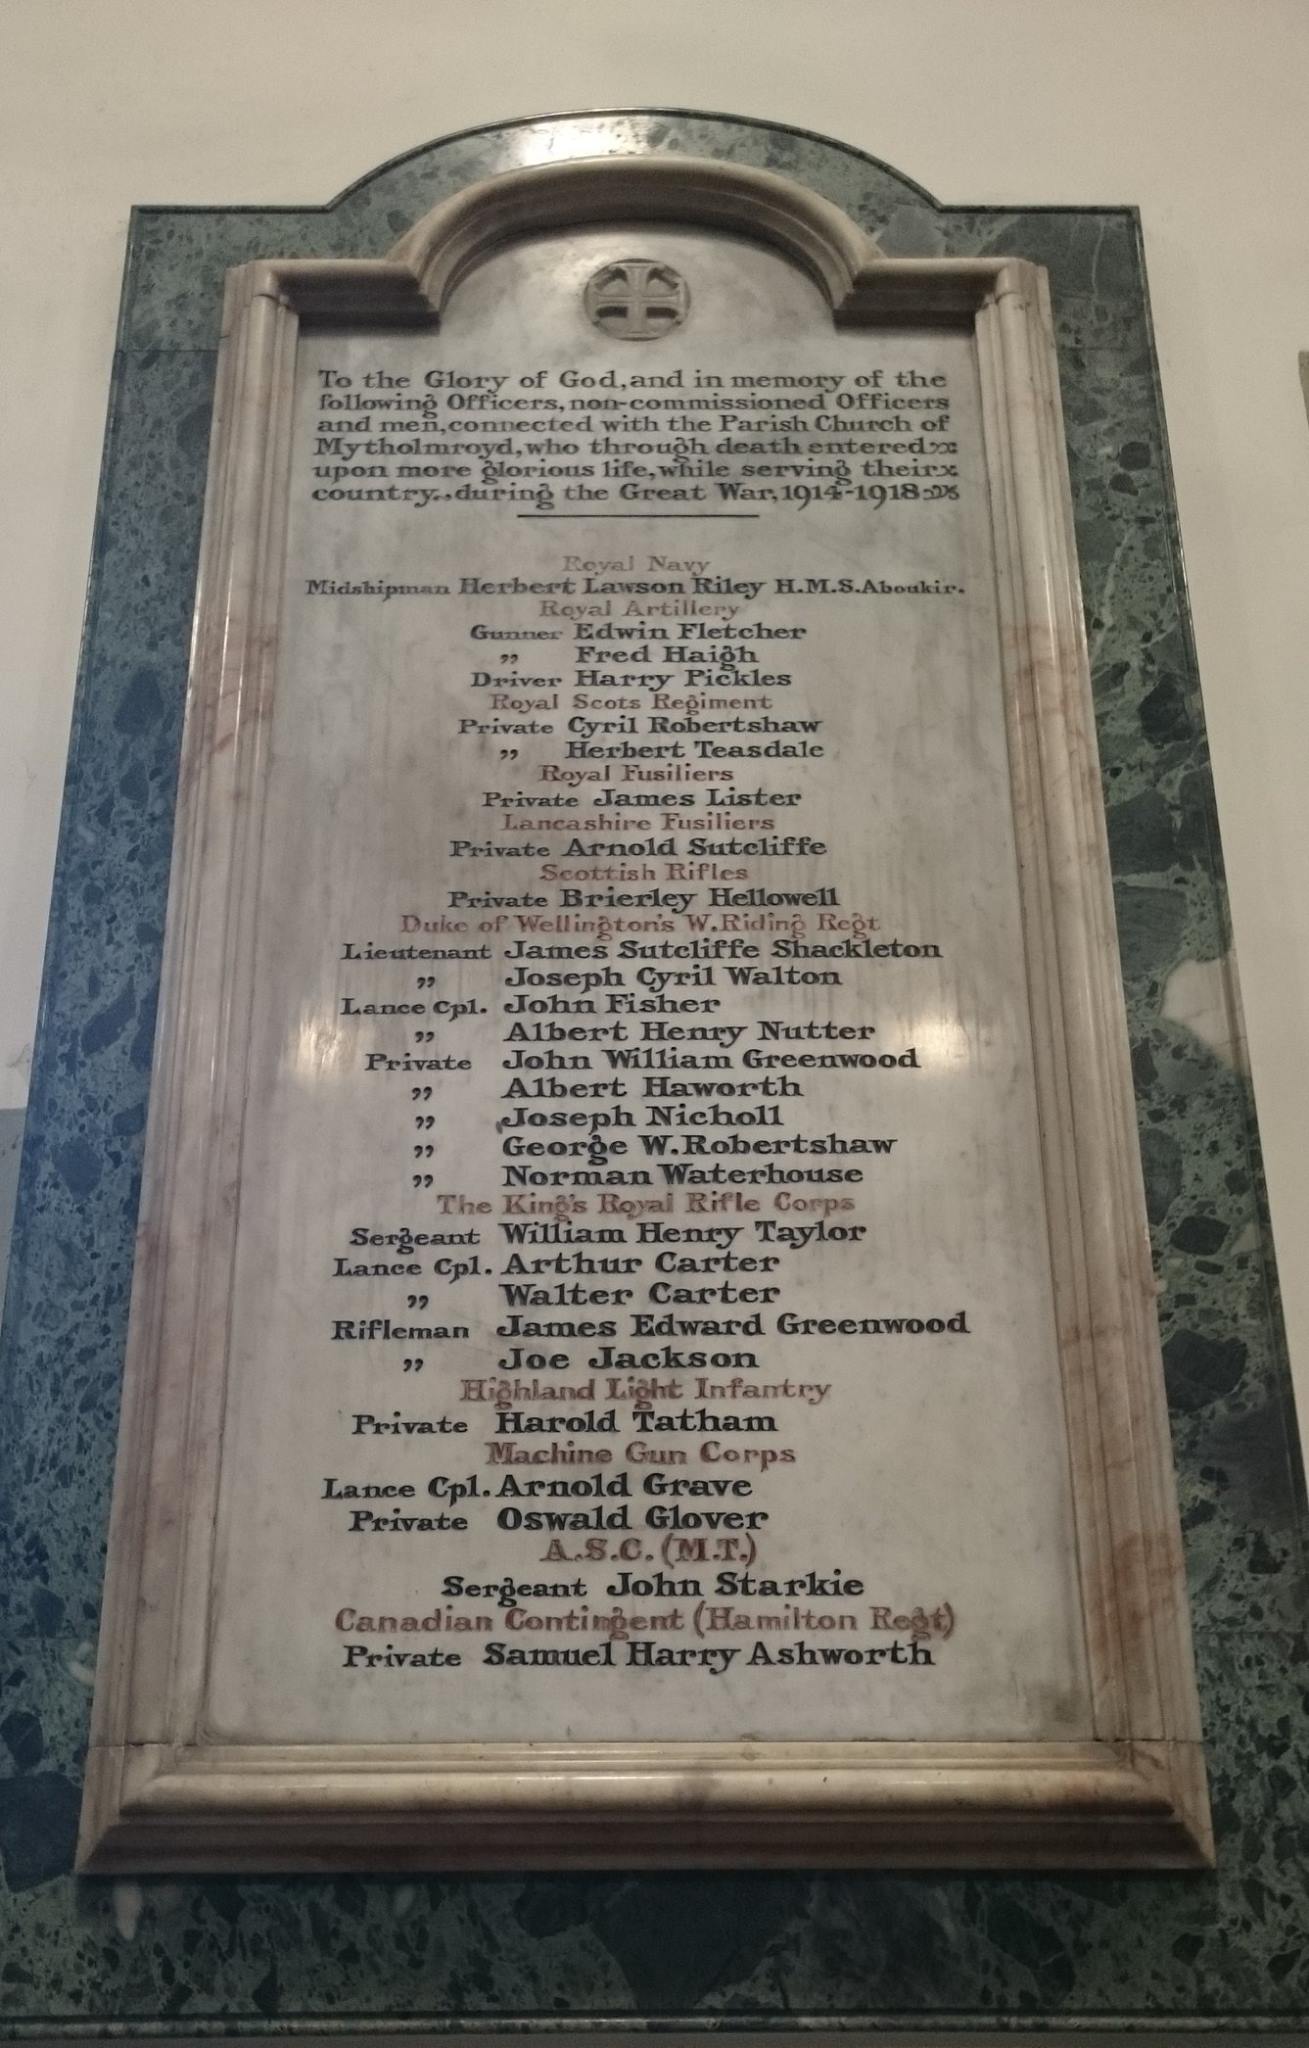 To the Glory of God, and in memory of the
following Officers, non-commissioned Officers
and men, connected with the Parish Church of
Mytholmroyd, who through death entered
upon more glorious life, while serving their
country, during the Great War, 1914-1918
Royal Navy
Midshipman Herbert Lawson Riley H.M.S. Aboukir.
Royal Artillery
Gunner Edwin Fletcher
" Fred Haigh
Driver Harry Pickles
Royal Scots Regiment
Private Cyril Robertshaw
" Herbert Teasdale
Royal Fusiliers
Private James Lister
Lancashire Fusiliers
Private Arnold Sutcliffe
Scottish Rifles
Private Brierley Hellowell
Duke of Wellington's W. Riding Regt
Lieutenant James Sutcliffe Shackleton
" Joseph Cyril Walton
Lance Cpl. John Fisher
" Albert Henry Nutter
Private John William Greenwood
" Albert Haworth
" Joseph Nicholl
" George W. Robertshaw
" Norman Waterhouse
The King's Royal Rifle Corps
Sergeant William Henry Taylor
Lance Cpl. Arthur Carter
" Walter Carter
Rifleman James Edward Greenwood
" Joe Jackson
Highland Light Infantry
Private Harold Tatham
Machine Gun Corps
Lance Cpl. Arnold Grave
Private Oswald Glover
A.S.C. (M.T.)
Sergeant John Starkie
Canadian Contingent (Hamilton Regt)
Private Samuel Harry Ashworth